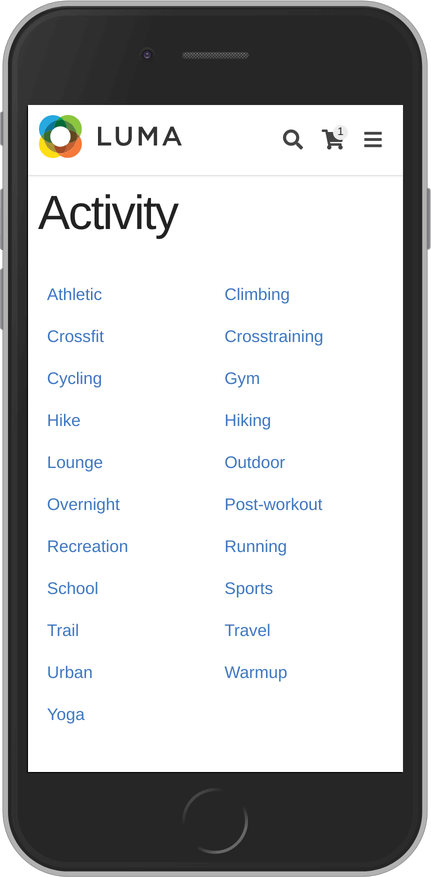 LUMA
1
Activity
Athletic
Climbing
Crossfit
Crosstraining
Cycling
Gym
Hike
Hiking
Lounge
Outdoor
Overnight
Post-workout
Recreation
Running
School
Sports
Trail
Travel
Urban
Warmup
Yoga